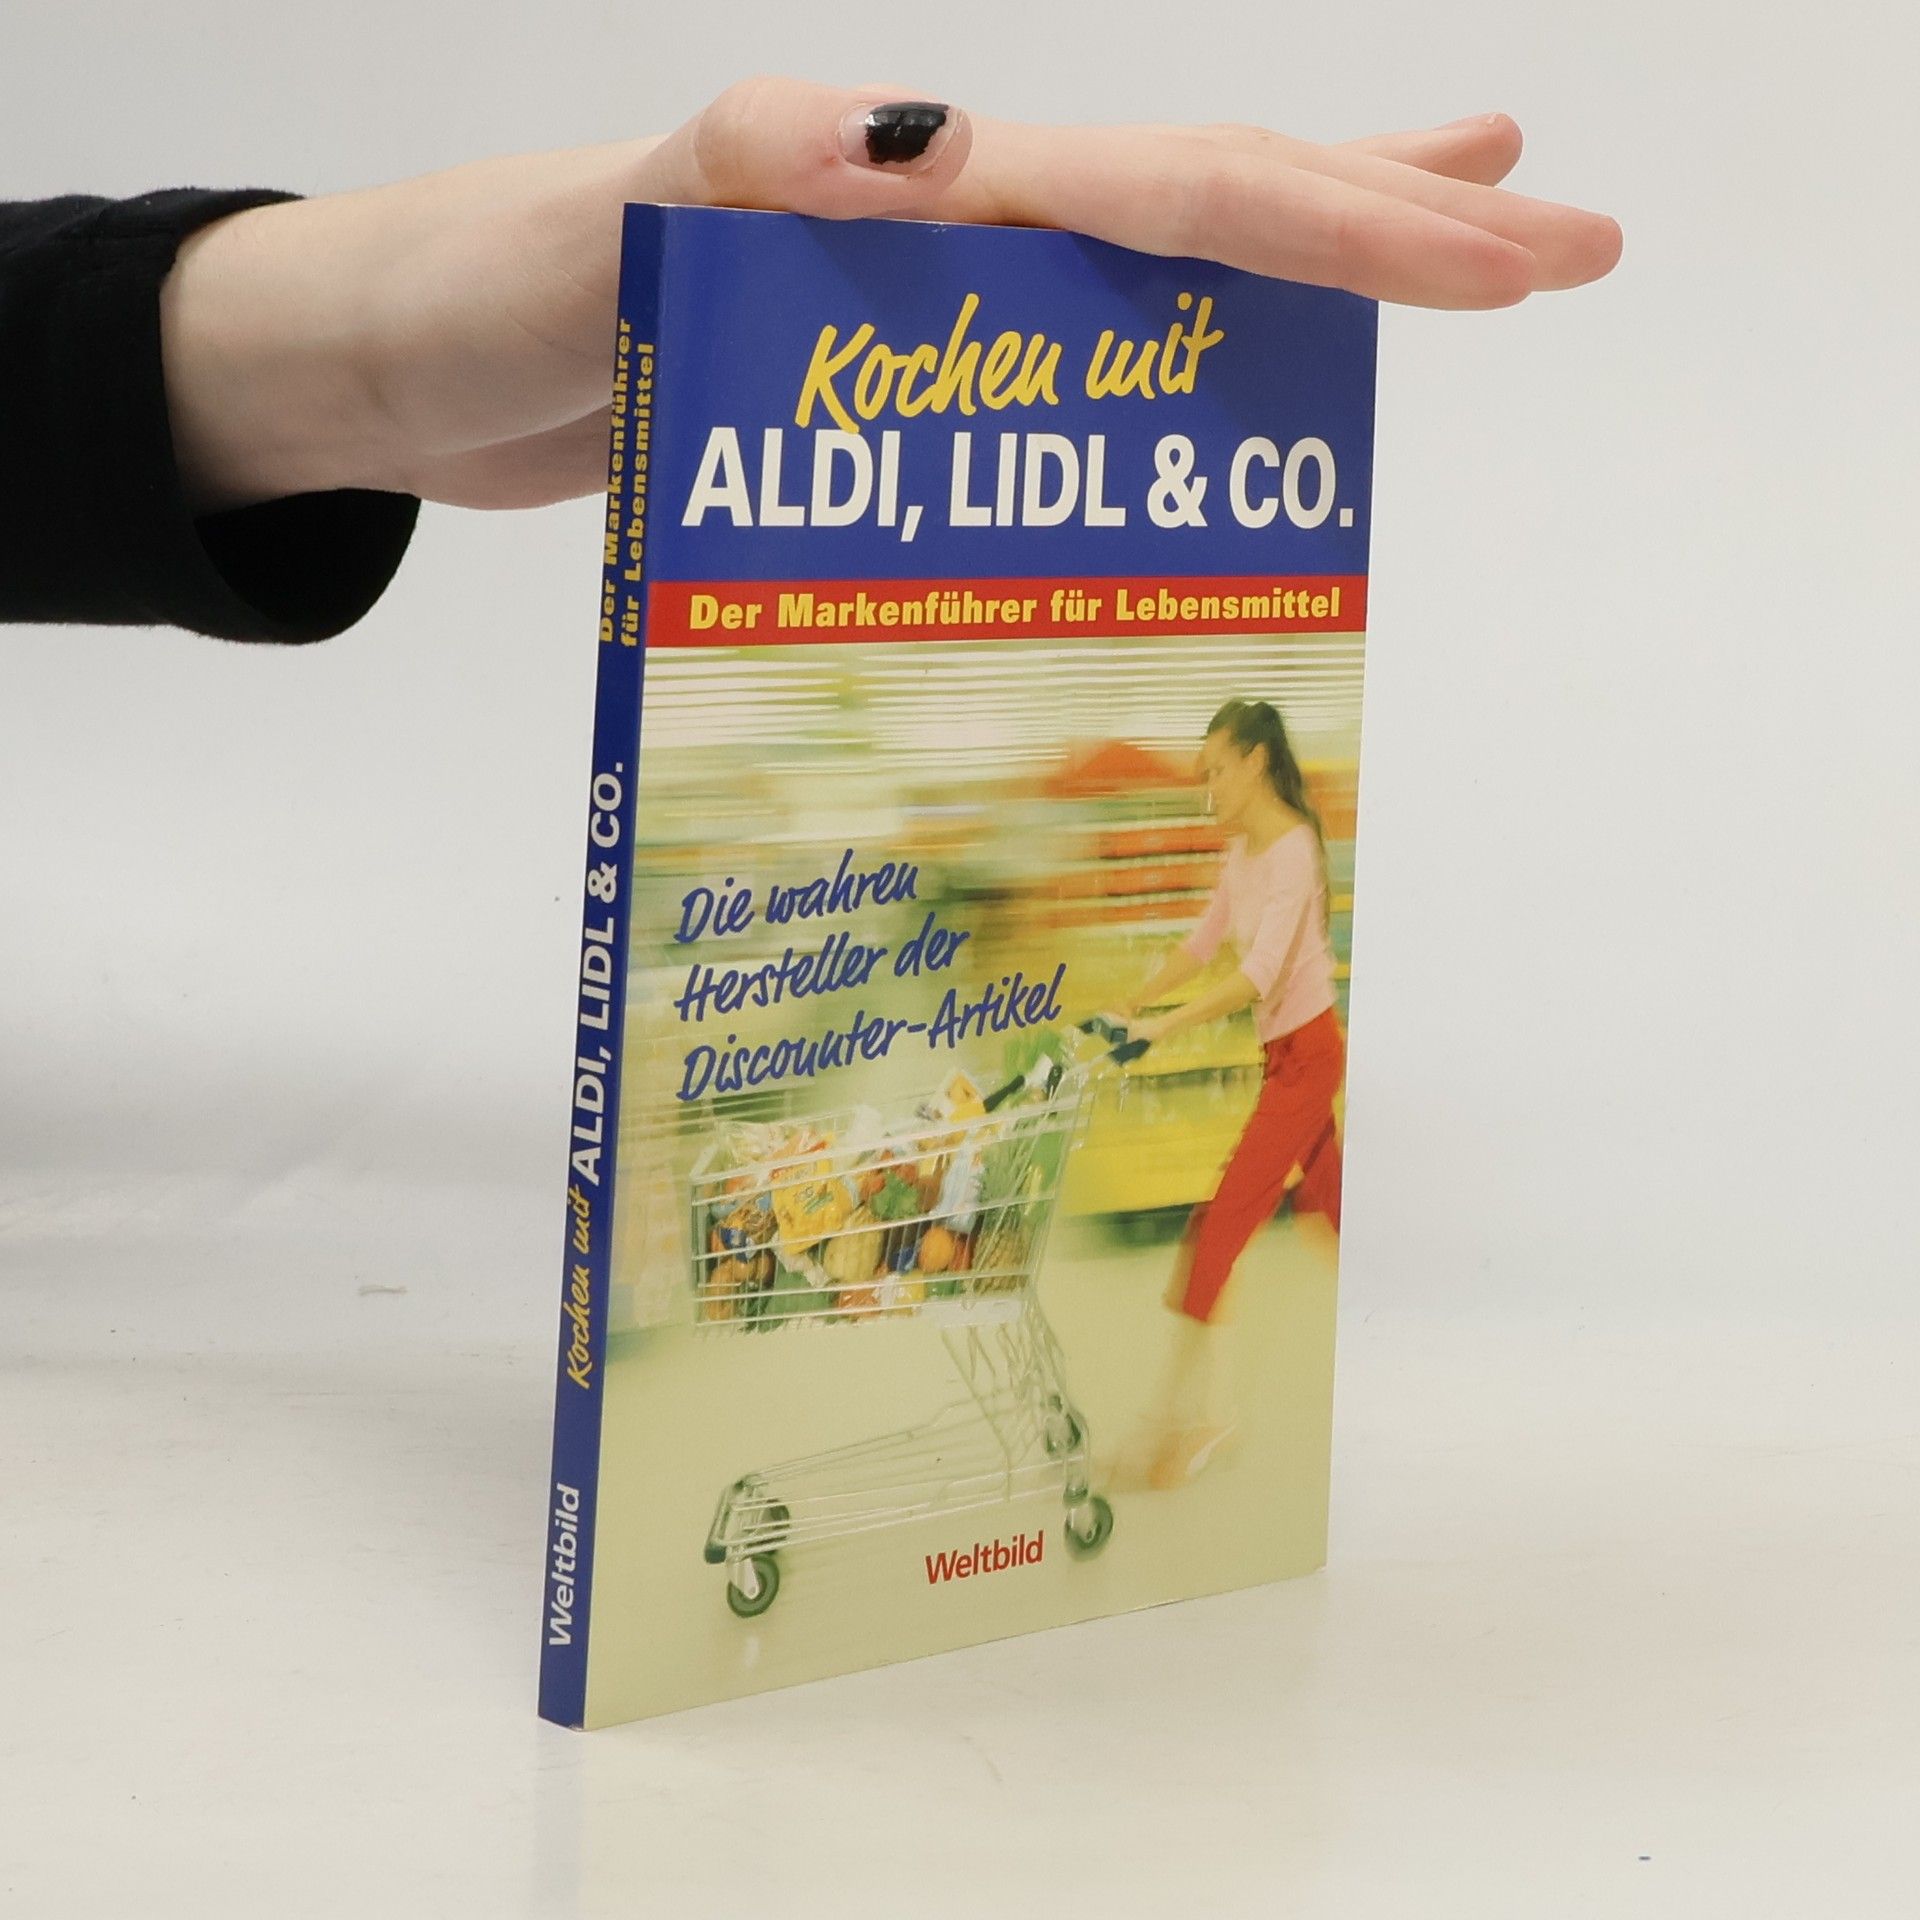 Kochen mit
ALDI, LIDL & CO.
Der Markenführer für Lebensmittel
Die wahren
Hersteller der
Discounter-Artikel
Weltbild
Weltbild
Kochen mit ALDI, LIDL & CO.
Der Markenführer
für Lebensmittel